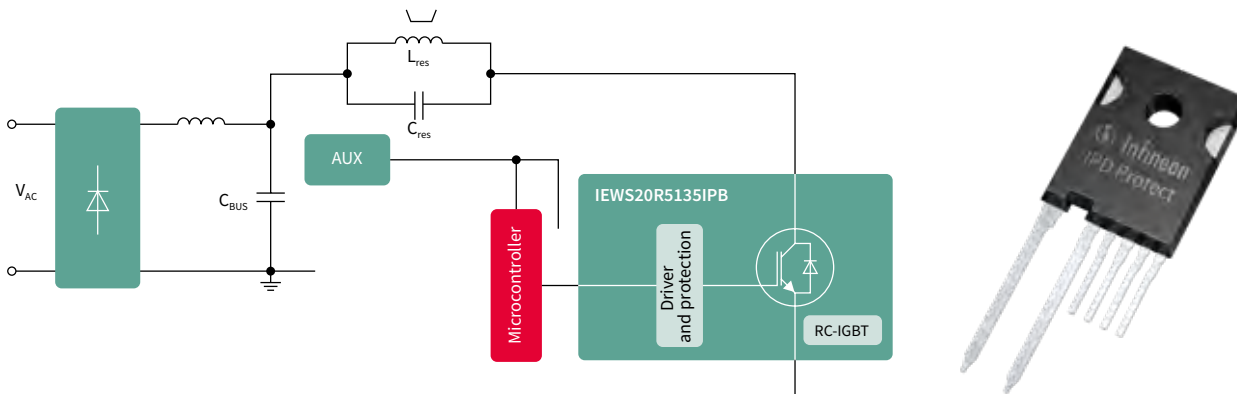 L_res
C_res
AUX
V_AC
C_BUS
IEWS20R5135IPB
Microcontroller
Driver
and protection
RC-IGBT
Infineon
IPD Protect